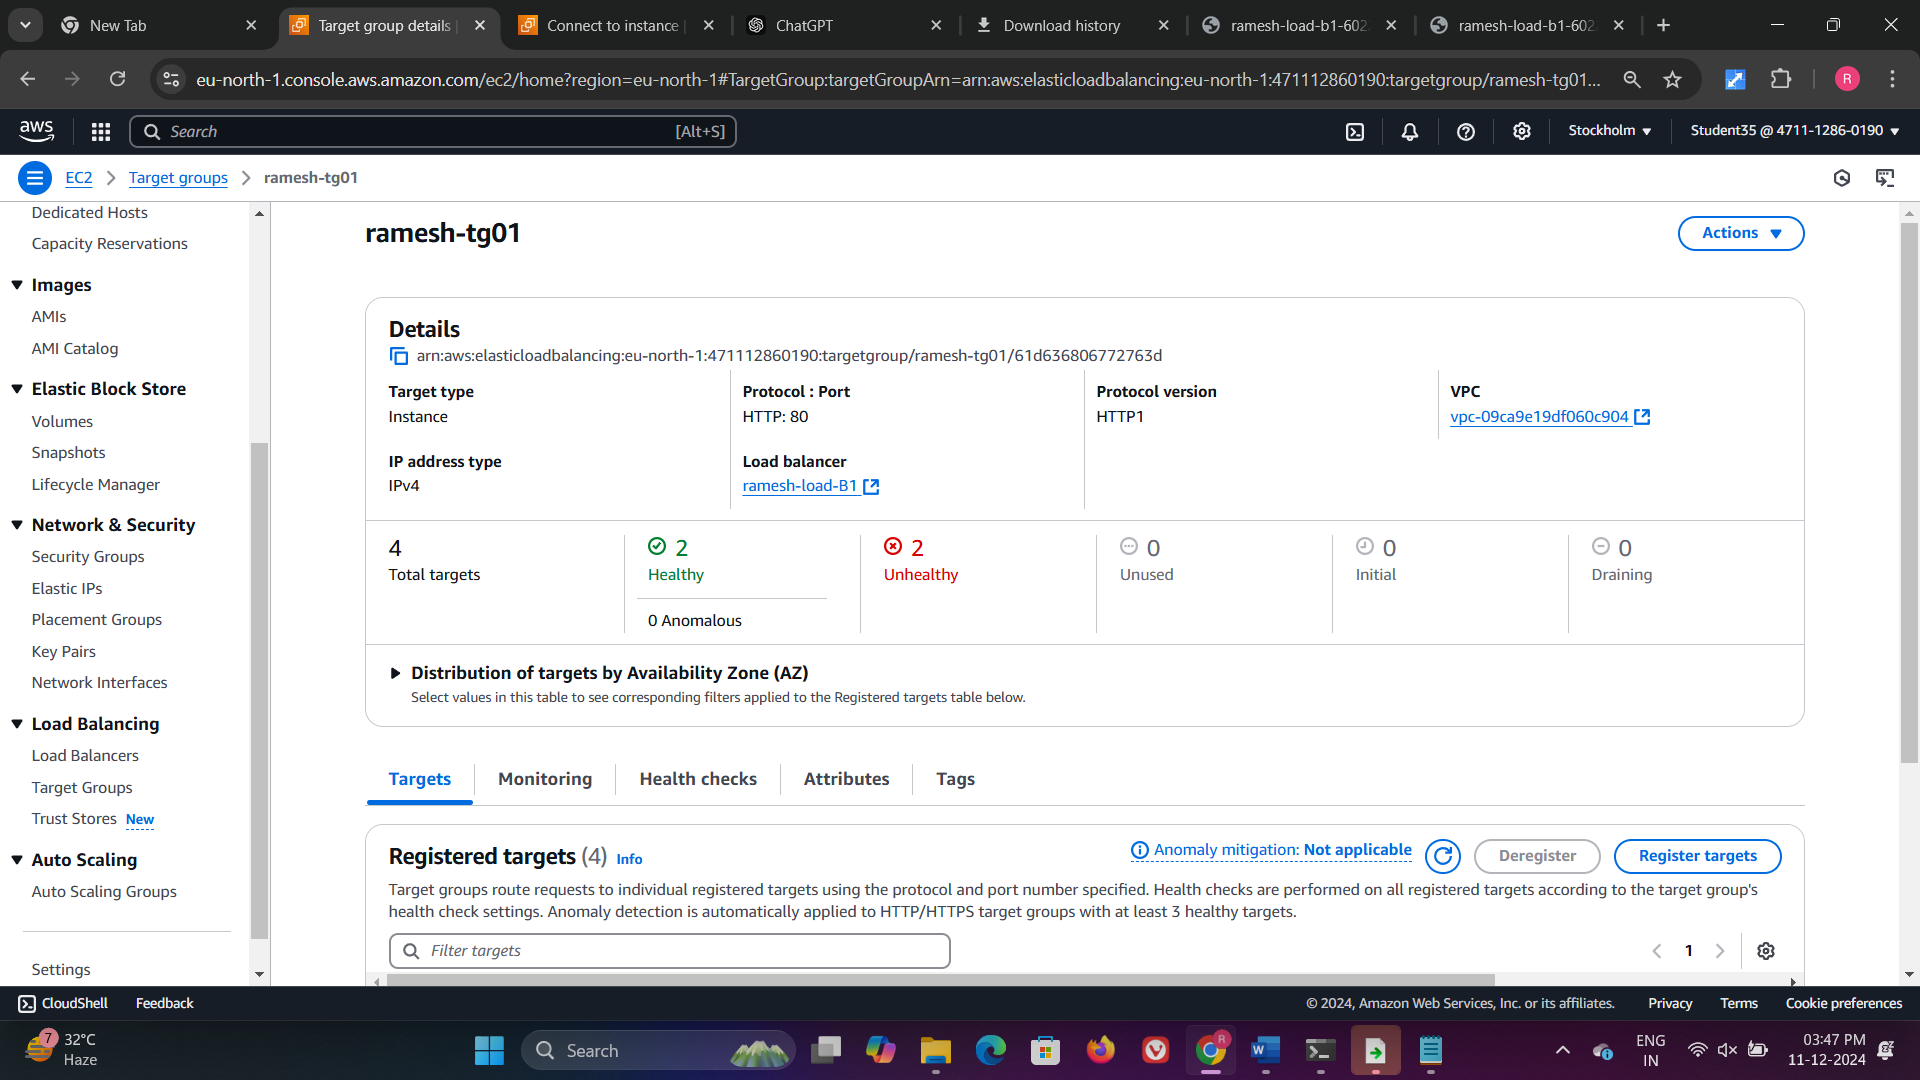 New Tab
Target group details
Connect to instance
ChatGPT
Download history
ramesh-load-b1-602
ramesh-load-b1-602
eu-north-1.console.aws.amazon.com/ec2/home?region=eu-north-1#TargetGroup:targetGroupArn=arn:aws:elasticloadbalancing:eu-north-1:471112860190:targetgroup/ramesh-tg01...
R
aws
Search
[Alt+S]
Stockholm
Student35 @ 4711-1286-0190
EC2
Target groups
ramesh-tg01
Dedicated Hosts
Capacity Reservations
Images
AMIs
AMI Catalog
Elastic Block Store
Volumes
Snapshots
Lifecycle Manager
Network & Security
Security Groups
Elastic IPs
Placement Groups
Key Pairs
Network Interfaces
Load Balancing
Load Balancers
Target Groups
Trust Stores New
Auto Scaling
Auto Scaling Groups
Settings
ramesh-tg01
Actions
Details
arn:aws:elasticloadbalancing:eu-north-1:471112860190:targetgroup/ramesh-tg01/61d636806772763d
Target type
Instance
Protocol : Port
HTTP: 80
Protocol version
HTTP1
VPC
vpc-09ca9e19df060c904
IP address type
IPv4
Load balancer
ramesh-load-B1
4
Total targets
2
Healthy
0 Anomalous
2
Unhealthy
0
Unused
0
Initial
0
Draining
Distribution of targets by Availability Zone (AZ)
Select values in this table to see corresponding filters applied to the Registered targets table below.
Targets
Monitoring
Health checks
Attributes
Tags
Registered targets (4) Info
Anomaly mitigation: Not applicable
Deregister
Register targets
Target groups route requests to individual registered targets using the protocol and port number specified. Health checks are performed on all registered targets according to the target group's
health check settings. Anomaly detection is automatically applied to HTTP/HTTPS target groups with at least 3 healthy targets.
Filter targets
1
CloudShell
Feedback
© 2024, Amazon Web Services, Inc. or its affiliates.
Privacy
Terms
Cookie preferences
7
32°C
Haze
Search
R
W
ENG
IN
03:47 PM
11-12-2024